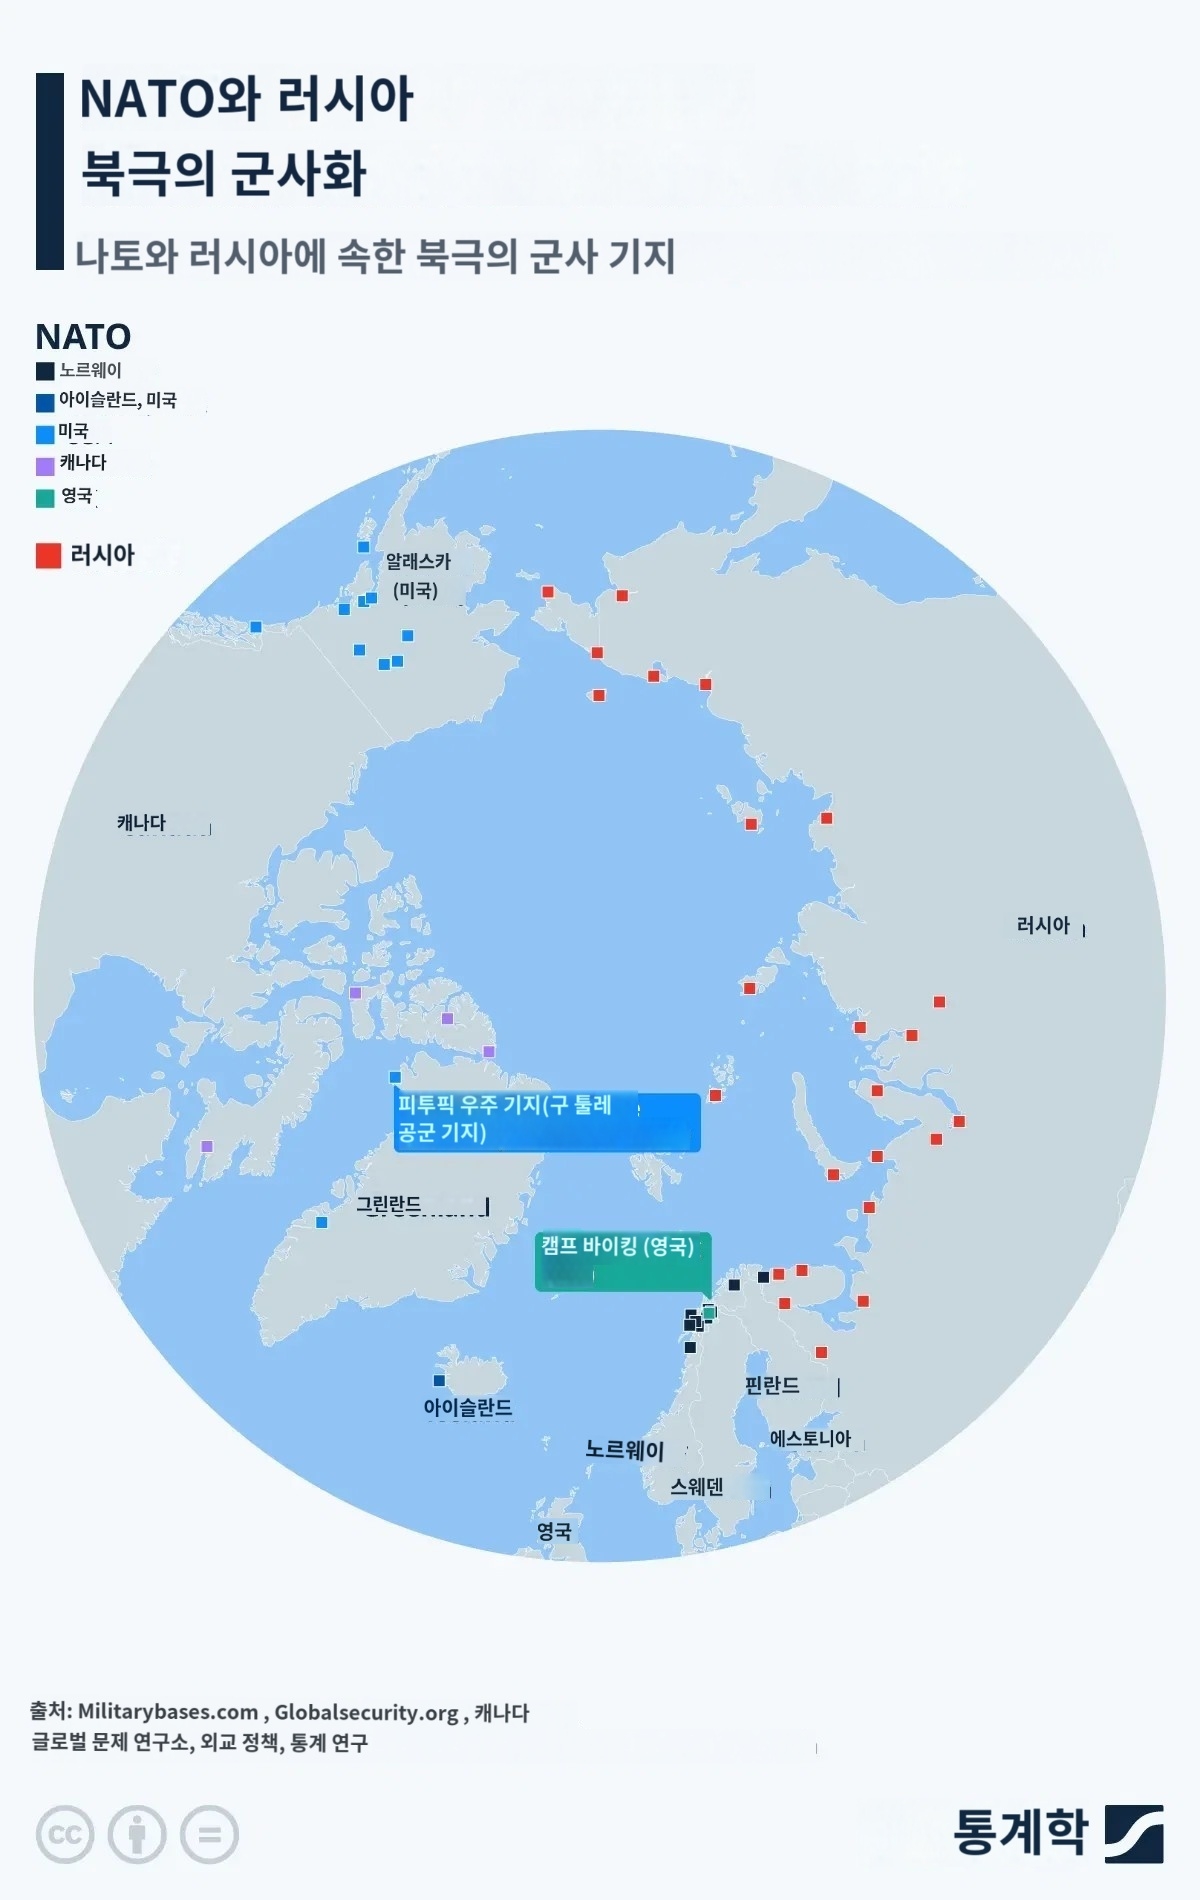 NATO와 러시아
북극의 군사화
나토와 러시아에 속한 북극의 군사 기지
NATO
노르웨이
아이슬란드, 미국
미국
캐나다
영국
러시아
알래스카
(미국)
캐나다
러시아
피투픽 우주 기지(구 툴레
공군 기지)
그린란드
캠프 바이킹 (영국)
핀란드
아이슬란드
에스토니아
노르웨이
스웨덴
영국
출처: Militarybases.com , Globalsecurity.org , 캐나다
글로벌 문제 연구소, 외교 정책, 통계 연구
cc
통계학